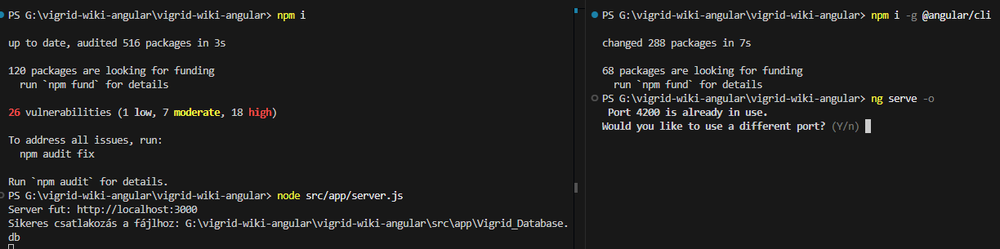 PS G:\vigrid-wiki-angular\vigrid-wiki-angular> npm i
up to date, audited 516 packages in 3s
120 packages are looking for funding
run `npm fund` for details
26 vulnerabilities (1 low, 7 moderate, 18 high)
To address all issues, run:
npm audit fix
Run `npm audit` for details.
PS G:\vigrid-wiki-angular\vigrid-wiki-angular> node src/app/server.js
Server fut: http://localhost:3000
Sikeres csatlakozás a fájlhoz: G:\vigrid-wiki-angular\vigrid-wiki-angular\src\app\Vigrid_Database.
db
PS G:\vigrid-wiki-angular\vigrid-wiki-angular> npm i -g @angular/cli
changed 288 packages in 7s
68 packages are looking for funding
run `npm fund` for details
PS G:\vigrid-wiki-angular\vigrid-wiki-angular> ng serve -o
Port 4200 is already in use.
Would you like to use a different port? (Y/n)